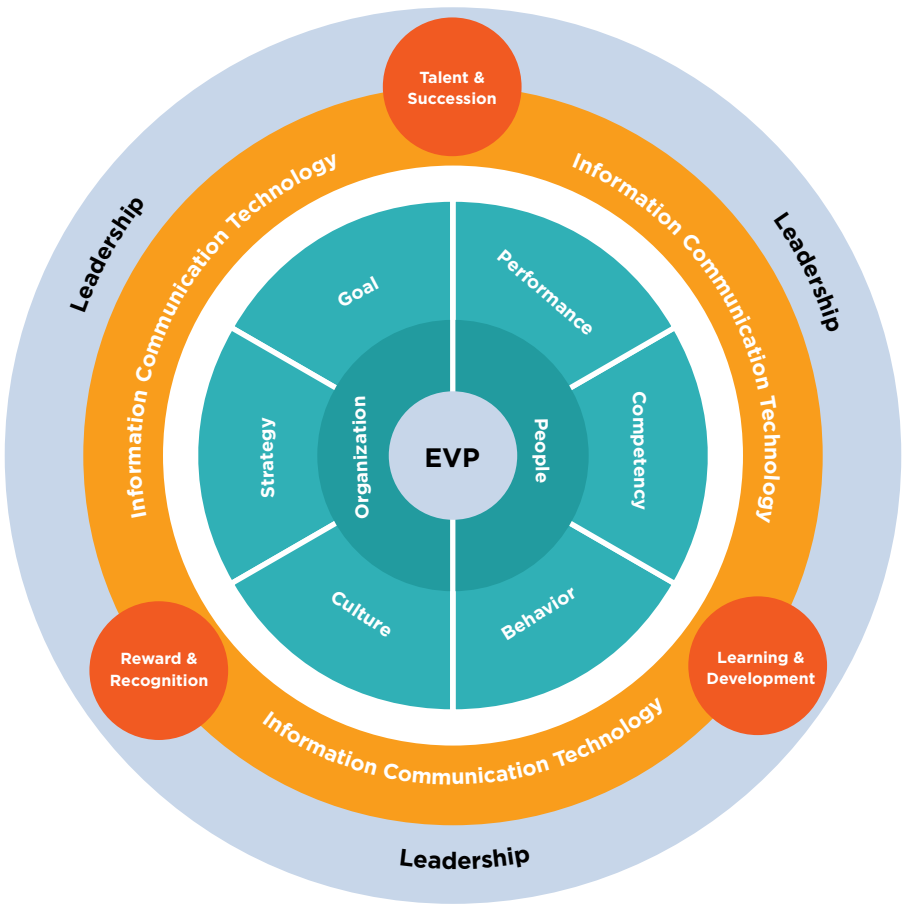 Talent &
Succession
Information Communication Technology
Information Communication Technology
Leadership
Leadership
Goal
Performance
Strategy
Organization
EVP
People
Competency
Culture
Behavior
Reward &
Recognition
Learning &
Development
Information Communication Technology
Leadership